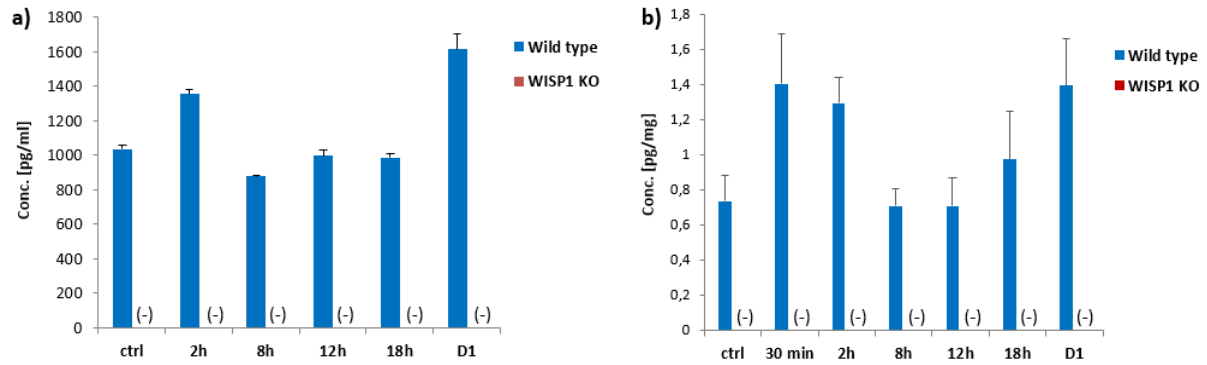 a)
Conc. [pg/ml]
1800
1600
1400
1200
1000
800
600
400
200
0
(-) (-) (-) (-) (-) (-)
ctrl 2h 8h 12h 18h D1
Wild type
WISP1 KO
b)
Conc. [pg/mg]
1,8
1,6
1,4
1,2
1
0,8
0,6
0,4
0,2
0
(-) (-) (-) (-) (-) (-) (-)
ctrl 30 min 2h 8h 12h 18h D1
Wild type
WISP1 KO